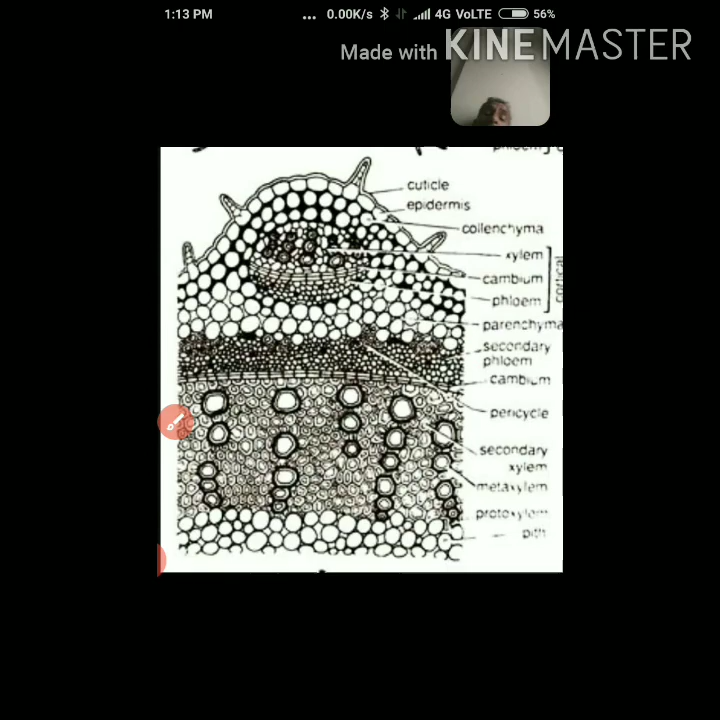 1:13 PM ... 0.00K/s 4G VoLTE 56%
Made with KINEMASTER
cuticle
epidermis
collenchyma
xylem
cambium
phloem
cortical
parenchyma
secondary
phloem
cambium
pericycle
secondary
xylem
metaxylem
protoxylem
pith